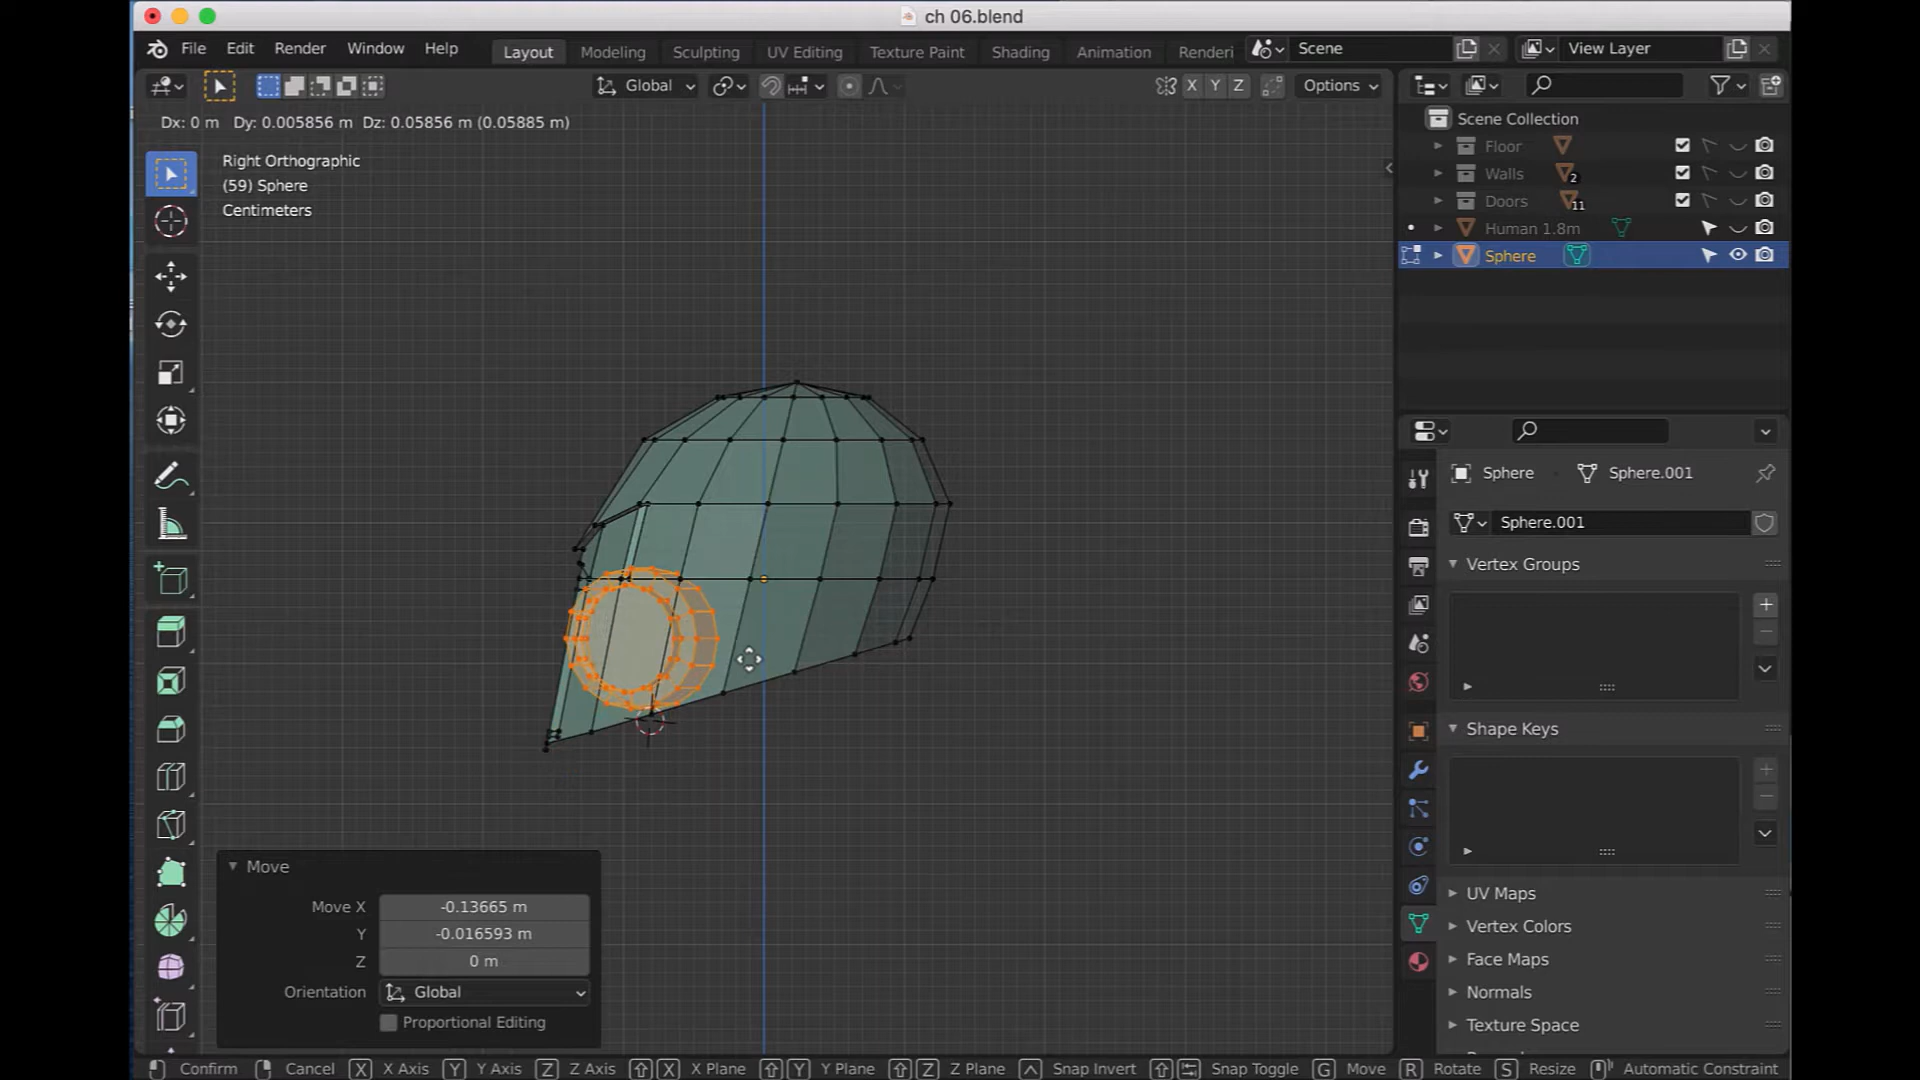 ch 06.blend
File Edit Render Window Help Layout Modeling Sculpting UV Editing Texture Paint Shading Animation Renderi Scene View Layer
Global X Y Z Options
Dx: 0 m Dy: 0.005856 m Dz: 0.05856 m (0.05885 m)
Right Orthographic
(59) Sphere
Centimeters
Scene Collection
Floor
Walls 2
Doors 11
Human 1.8m
Sphere
Sphere Sphere.001
Sphere.001
Vertex Groups
Shape Keys
UV Maps
Vertex Colors
Face Maps
Normals
Texture Space
Move
Move X -0.13665 m
Y -0.016593 m
Z 0 m
Orientation Global
Proportional Editing
Confirm Cancel X X Axis Y Y Axis Z Z Axis X X Plane Y Y Plane Z Z Plane Snap Invert Snap Toggle G Move R Rotate S Resize Automatic Constraint